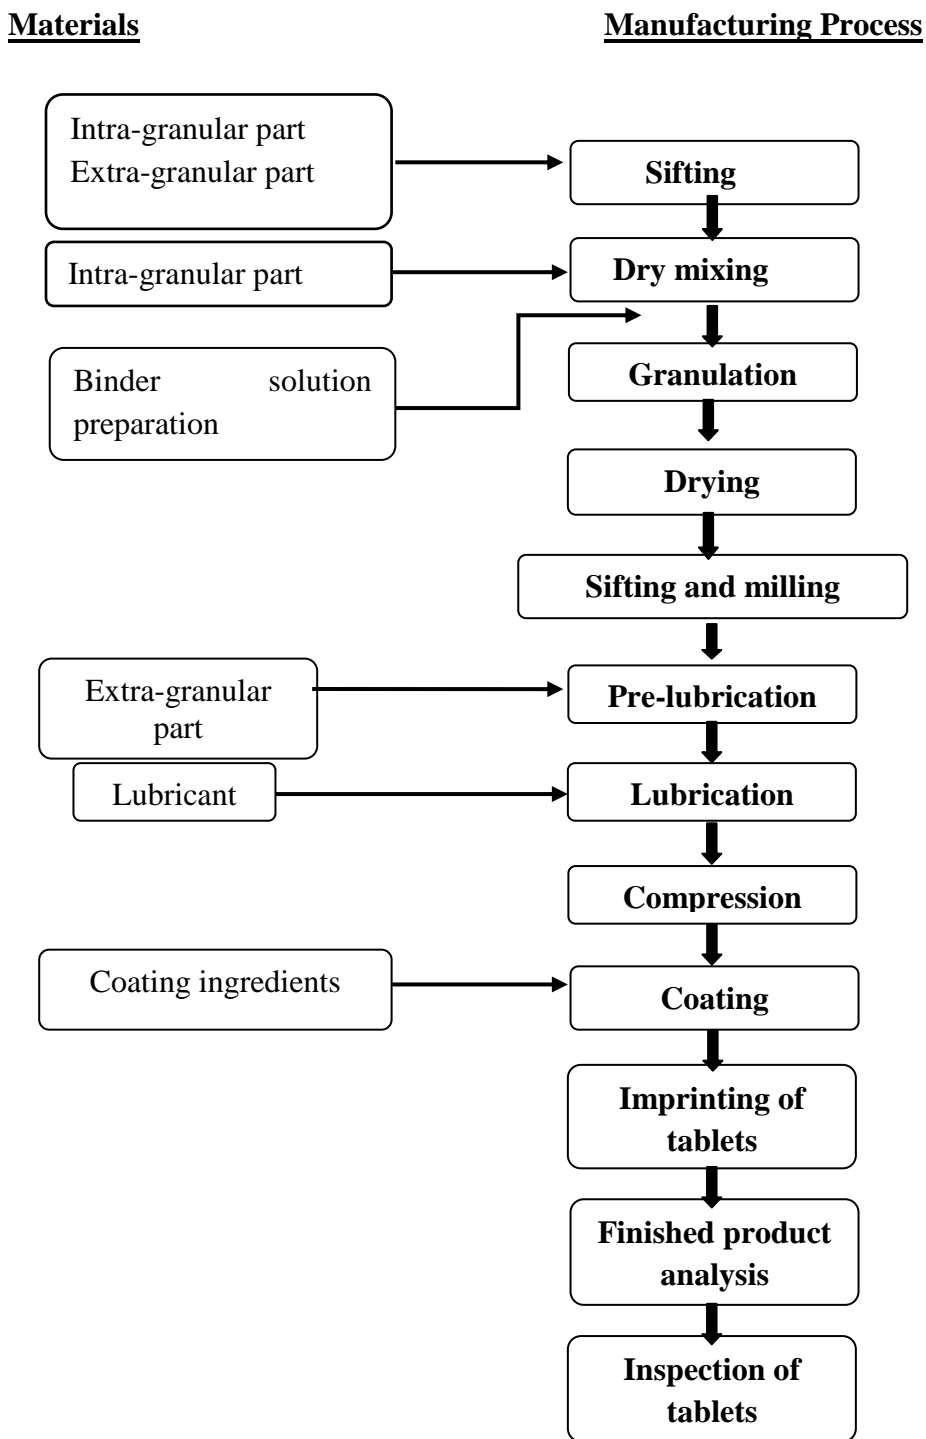 Materials
Manufacturing Process
Intra-granular part
Extra-granular part
Sifting
Intra-granular part
Dry mixing
Binder solution
preparation
Granulation
Drying
Sifting and milling
Extra-granular
part
Pre-lubrication
Lubricant
Lubrication
Compression
Coating ingredients
Coating
Imprinting of
tablets
Finished product
analysis
Inspection of
tablets